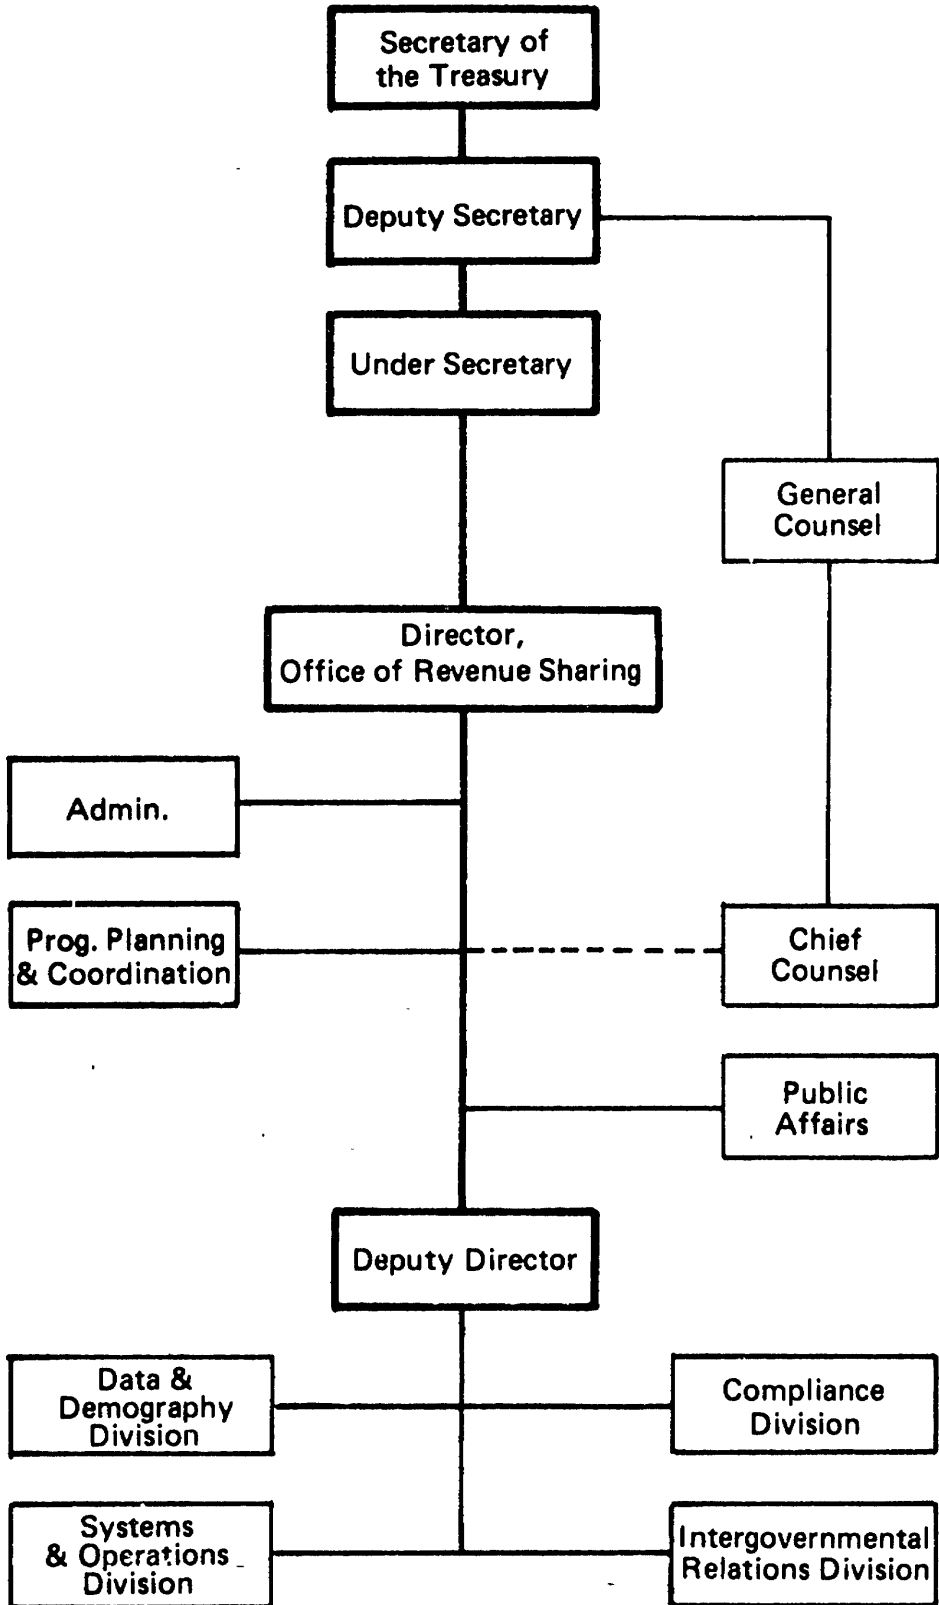 Secretary of
the Treasury
Deputy Secretary
Under Secretary
General
Counsel
Director,
Office of Revenue Sharing
Admin.
Prog. Planning
& Coordination
Chief
Counsel
Public
Affairs
Deputy Director
Data &
Demography
Division
Compliance
Division
Systems
& Operations
Division
Intergovernmental
Relations Division